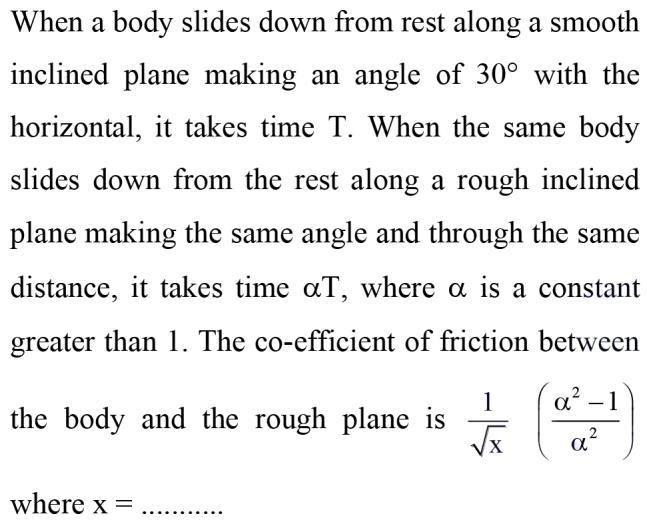 When a body slides down from rest along a smooth
inclined plane making an angle of 30° with the
horizontal, it takes time T. When the same body
slides down from the rest along a rough inclined
plane making the same angle and through the same
distance, it takes time αT, where α is a constant
greater than 1. The co-efficient of friction between
the body and the rough plane is 1/√x ((α² – 1)/α²)
where x = ...........